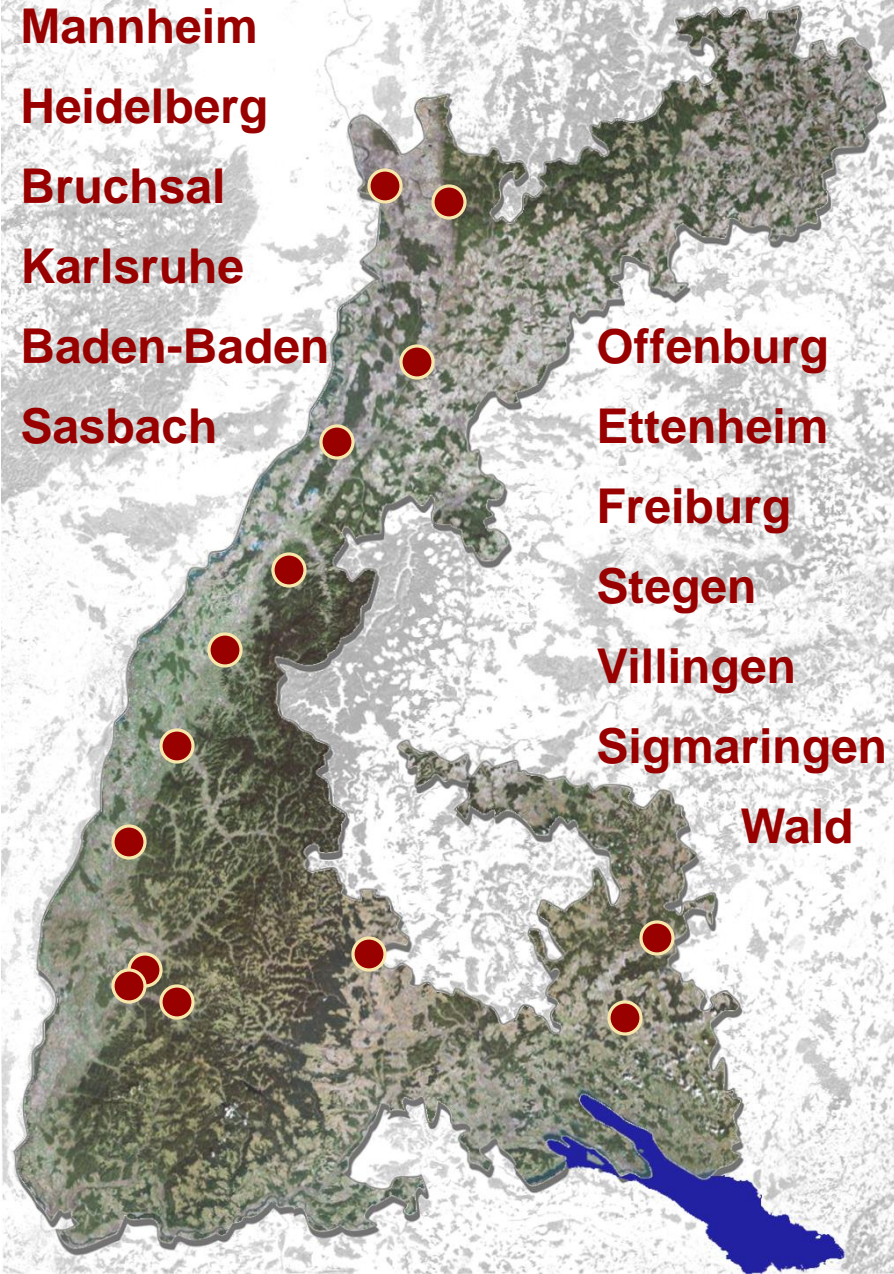 Mannheim
Heidelberg
Bruchsal
Karlsruhe
Baden-Baden
Sasbach
Offenburg
Ettenheim
Freiburg
Stegen
Villingen
Sigmaringen
Wald